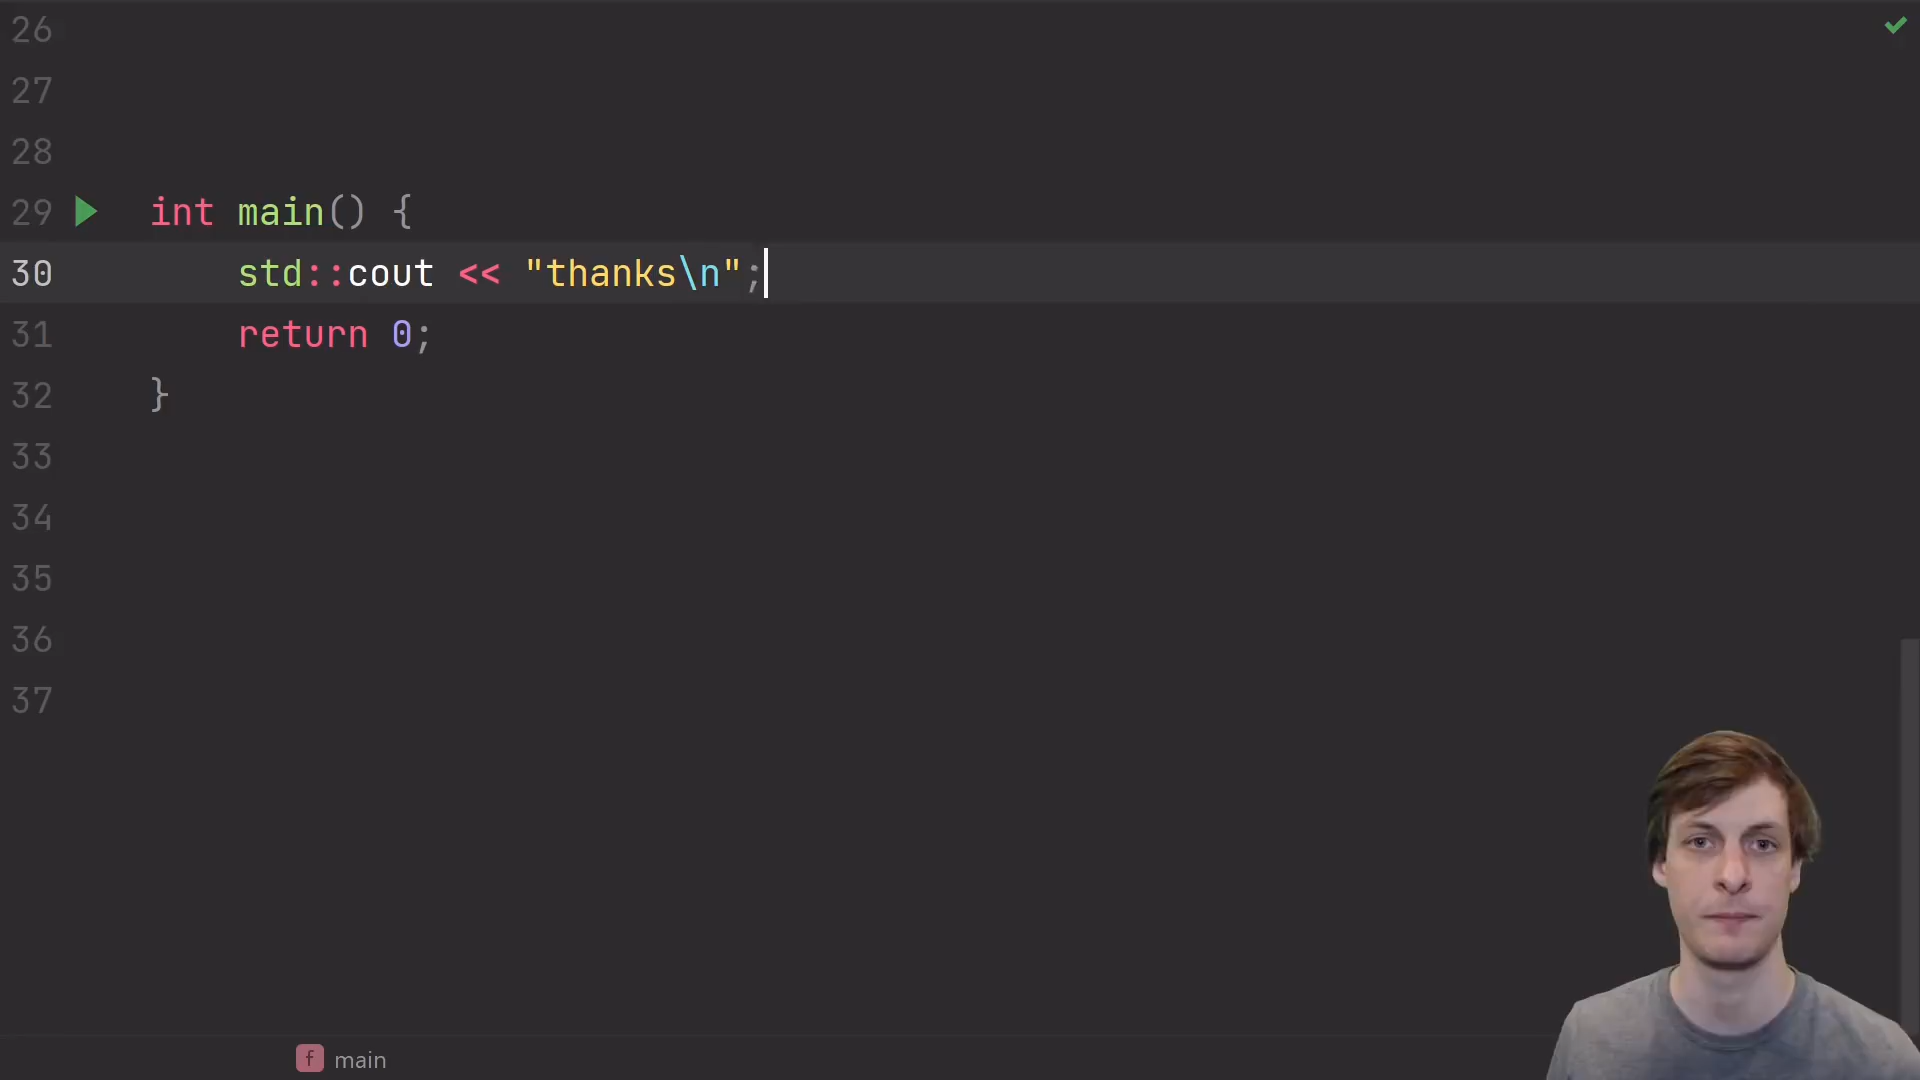 26
27
28
29 int main() {
30 std::cout << "thanks\n";
31 return 0;
32 }
33
34
35
36
37
f main